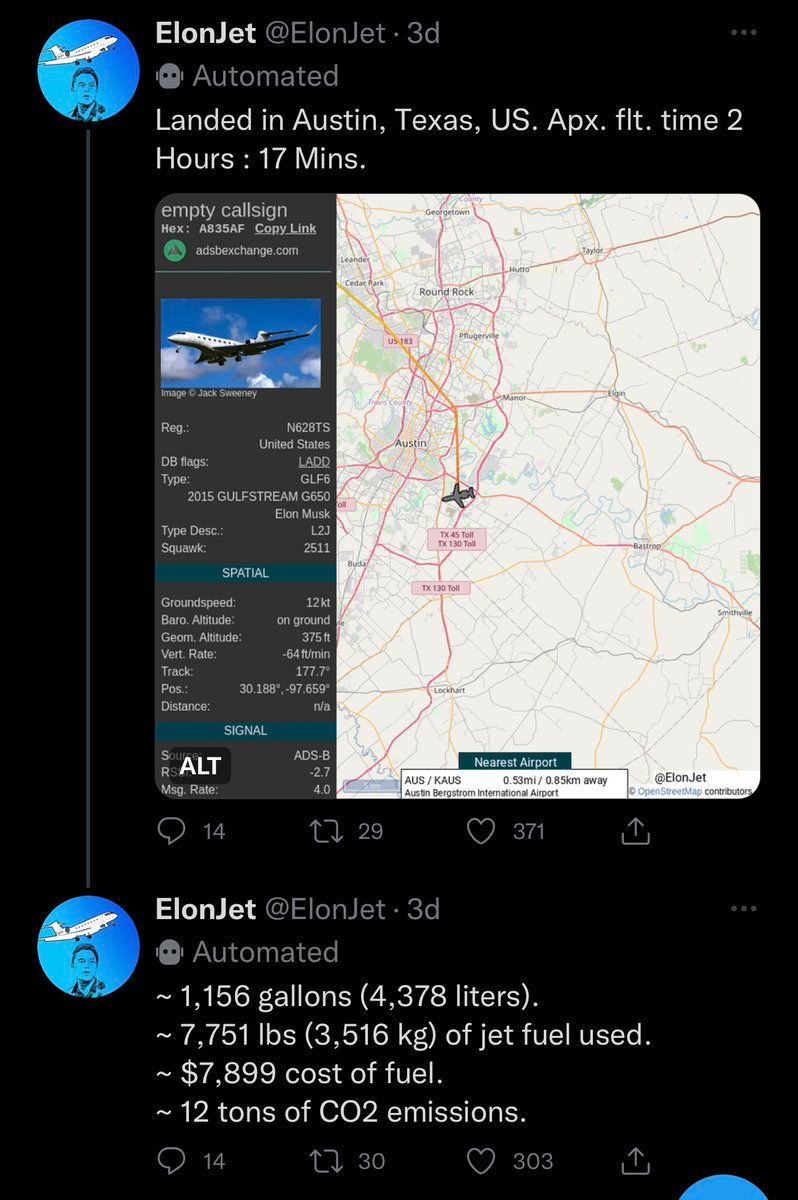 ElonJet @ElonJet · 3d
Automated
Landed in Austin, Texas, US. Apx. flt. time 2
Hours : 17 Mins.
empty callsign
Hex: A835AF Copy Link
adsbexchange.com
Image © Jack Sweeney
Reg.: N628TS
United States
DB flags: LADD
Type: GLF6
2015 GULFSTREAM G650
Elon Musk
Type Desc.: L2J
Squawk: 2511
SPATIAL
Groundspeed: 12 kt
Baro. Altitude: on ground
Geom. Altitude: 375 ft
Vert. Rate: -64 ft/min
Track: 177.7°
Pos.: 30.188°, -97.659°
Distance: n/a
SIGNAL
ADS-B
-2.7
Msg. Rate: 4.0
ALT
County
Georgetown
Leander
Taylor
Hutto
Cedar Park
Round Rock
US 183
Pflugerville
Travis County
Manor
Elgin
Austin
TX 45 Toll
TX 130 Toll
Bastrop
Buda
TX 130 Toll
Smithville
Lockhart
Nearest Airport
AUS / KAUS 0.53mi / 0.85km away
Austin Bergstrom International Airport
@ElonJet
© OpenStreetMap contributors
14 29 371
ElonJet @ElonJet · 3d
Automated
~ 1,156 gallons (4,378 liters).
~ 7,751 lbs (3,516 kg) of jet fuel used.
~ $7,899 cost of fuel.
~ 12 tons of CO2 emissions.
14 30 303